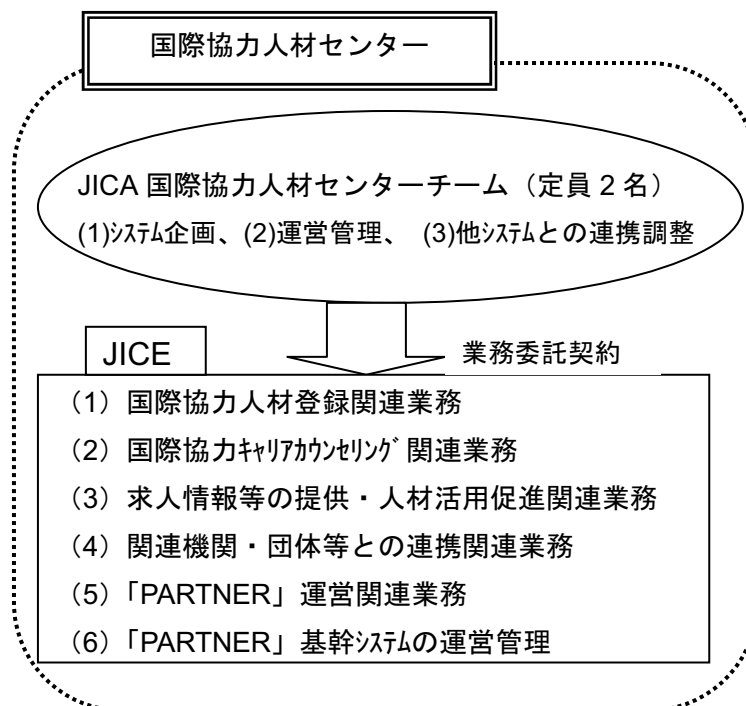 国際協力人材センター
JICA 国際協力人材センターチーム（定員 2 名）
(1)ｼｽﾃﾑ企画、(2)運営管理、 (3)他ｼｽﾃﾑとの連携調整
JICE
業務委託契約
（1）国際協力人材登録関連業務
（2）国際協力ｷｬﾘｱｶｳﾝｾﾘﾝｸﾞ関連業務
（3）求人情報等の提供・人材活用促進関連業務
（4）関連機関・団体等との連携関連業務
（5）「PARTNER」運営関連業務
（6）「PARTNER」基幹ｼｽﾃﾑの運営管理